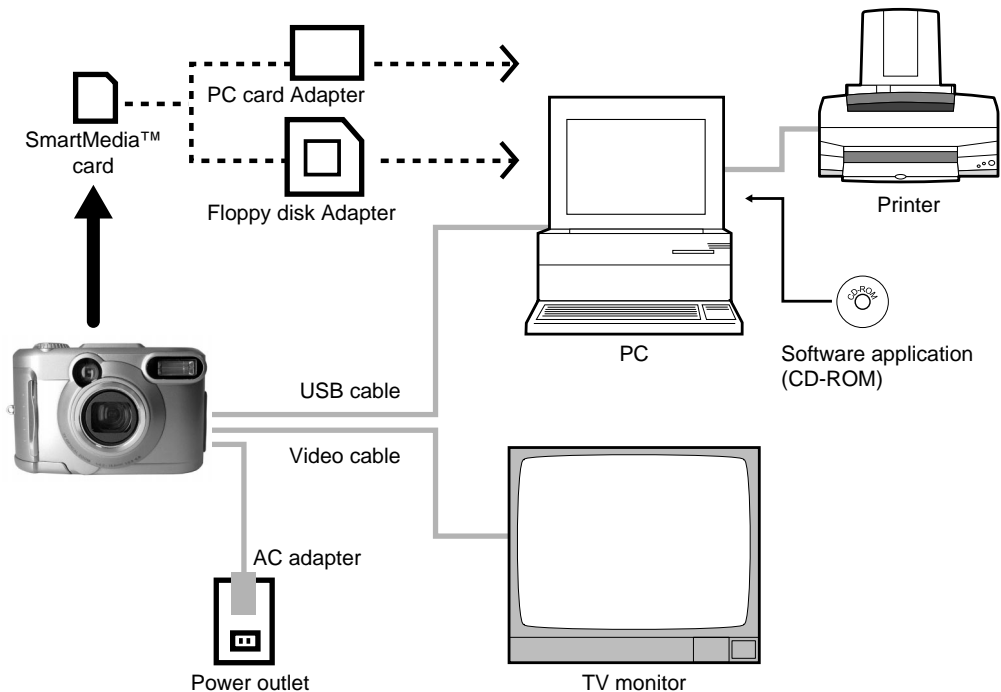 PC card Adapter
SmartMedia™
card
Floppy disk Adapter
Printer
CD-ROM
PC
Software application
(CD-ROM)
USB cable
Video cable
AC adapter
Power outlet
TV monitor